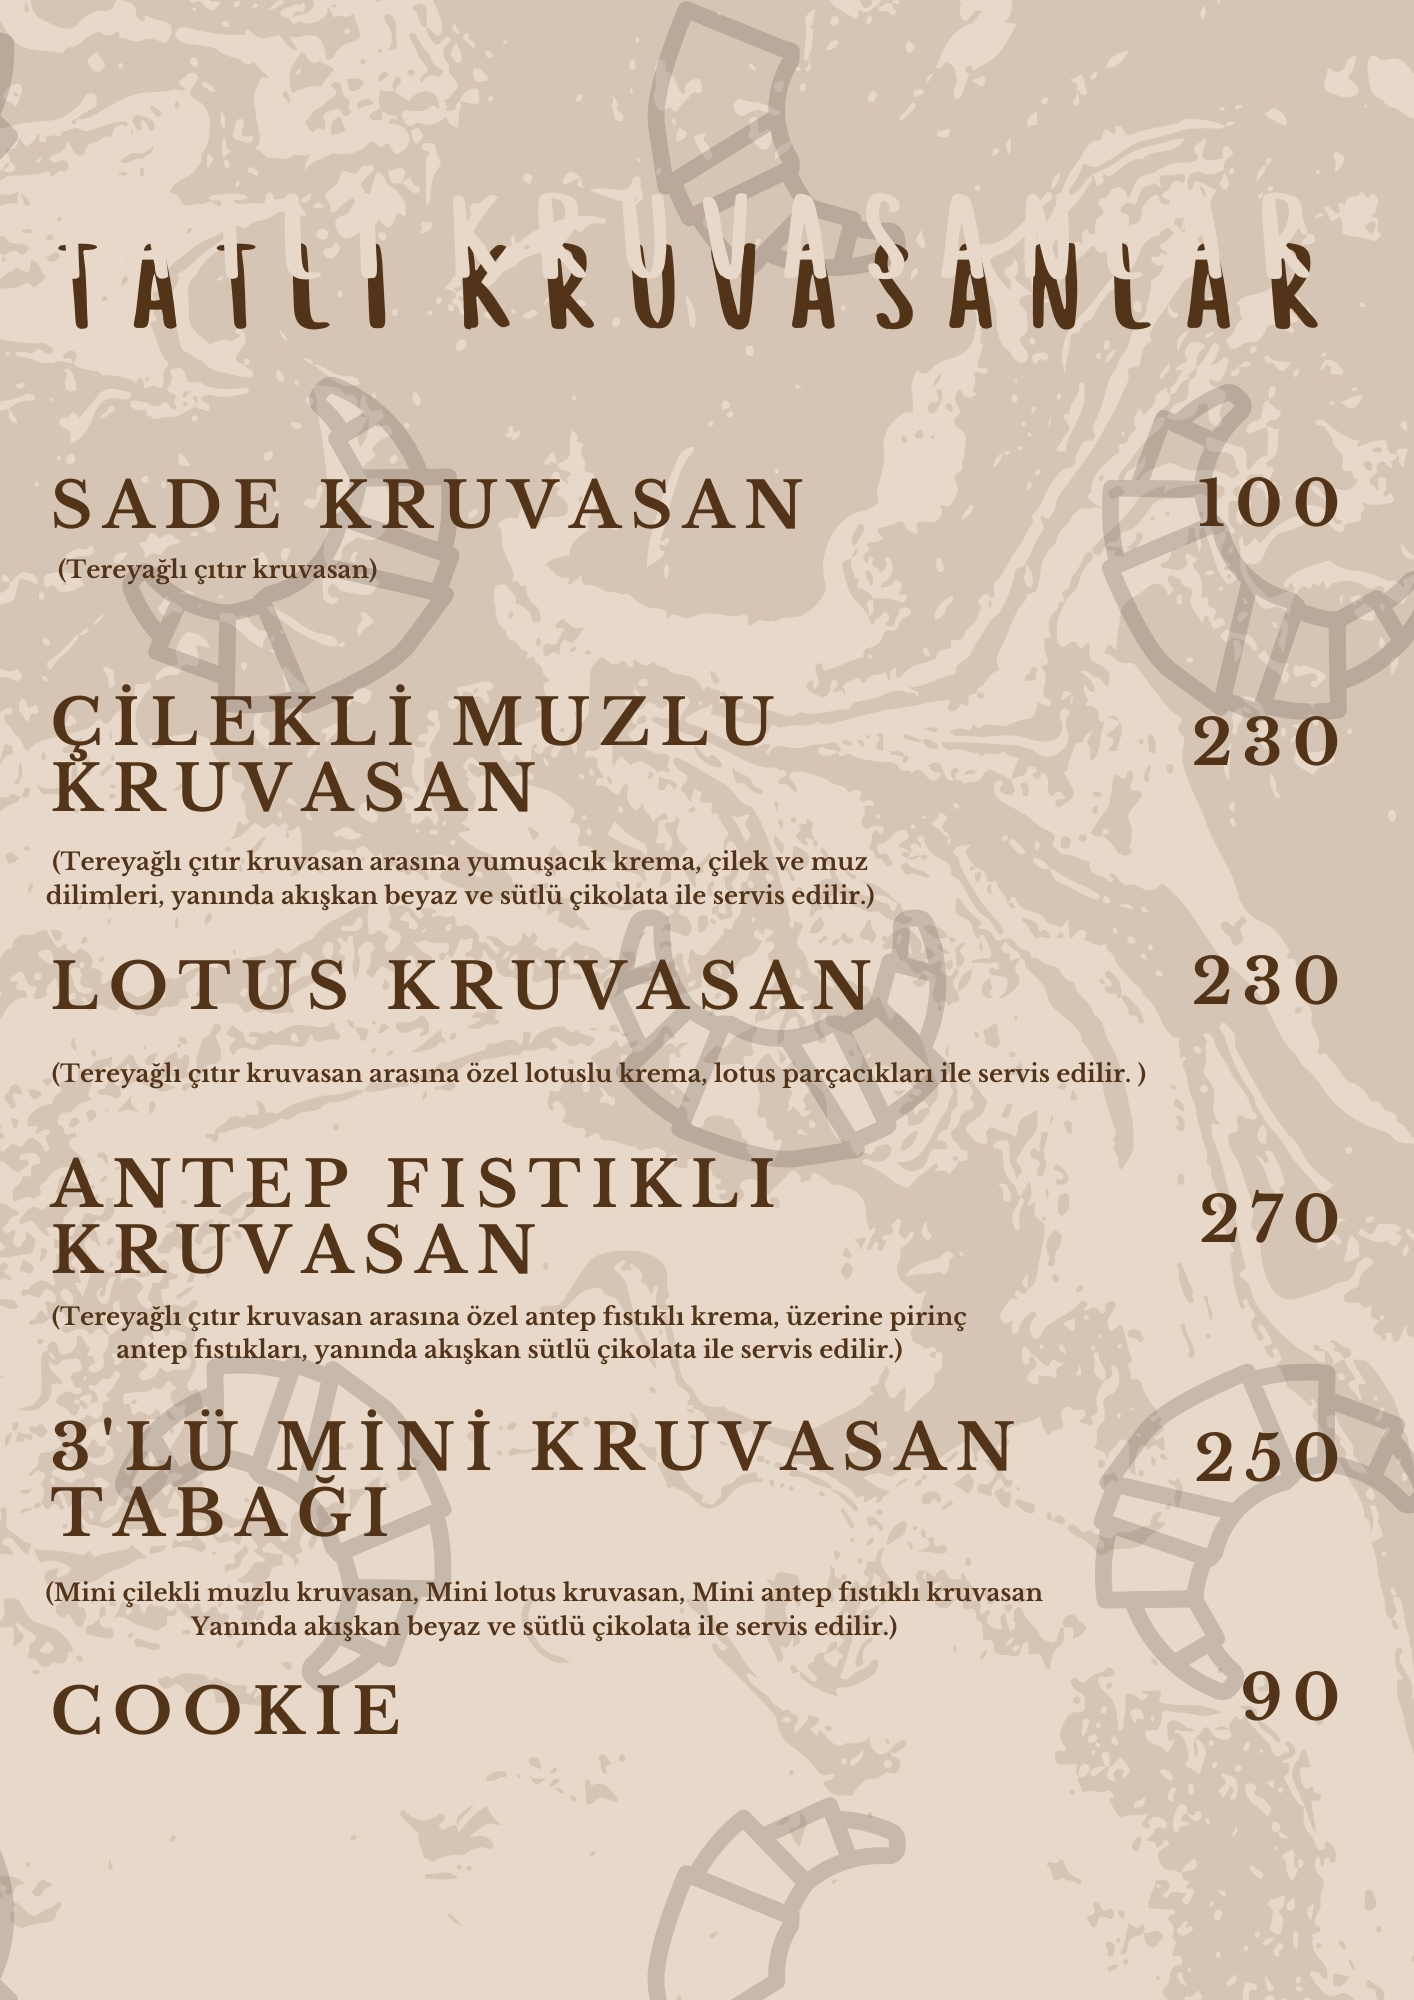 TATLI KRUVASANLAR
SADE KRUVASAN 100
(Tereyağlı çıtır kruvasan)
ÇİLEKLİ MUZLU
KRUVASAN 230
(Tereyağlı çıtır kruvasan arasına yumuşacık krema, çilek ve muz
dilimleri, yanında akışkan beyaz ve sütlü çikolata ile servis edilir.)
LOTUS KRUVASAN 230
(Tereyağlı çıtır kruvasan arasına özel lotuslu krema, lotus parçacıkları ile servis edilir. )
ANTEP FISTIKLI
KRUVASAN 270
(Tereyağlı çıtır kruvasan arasına özel antep fıstıklı krema, üzerine pirinç
antep fıstıkları, yanında akışkan sütlü çikolata ile servis edilir.)
3'LÜ MİNİ KRUVASAN 250
TABAĞI
(Mini çilekli muzlu kruvasan, Mini lotus kruvasan, Mini antep fıstıklı kruvasan
Yanında akışkan beyaz ve sütlü çikolata ile servis edilir.)
COOKIE 90